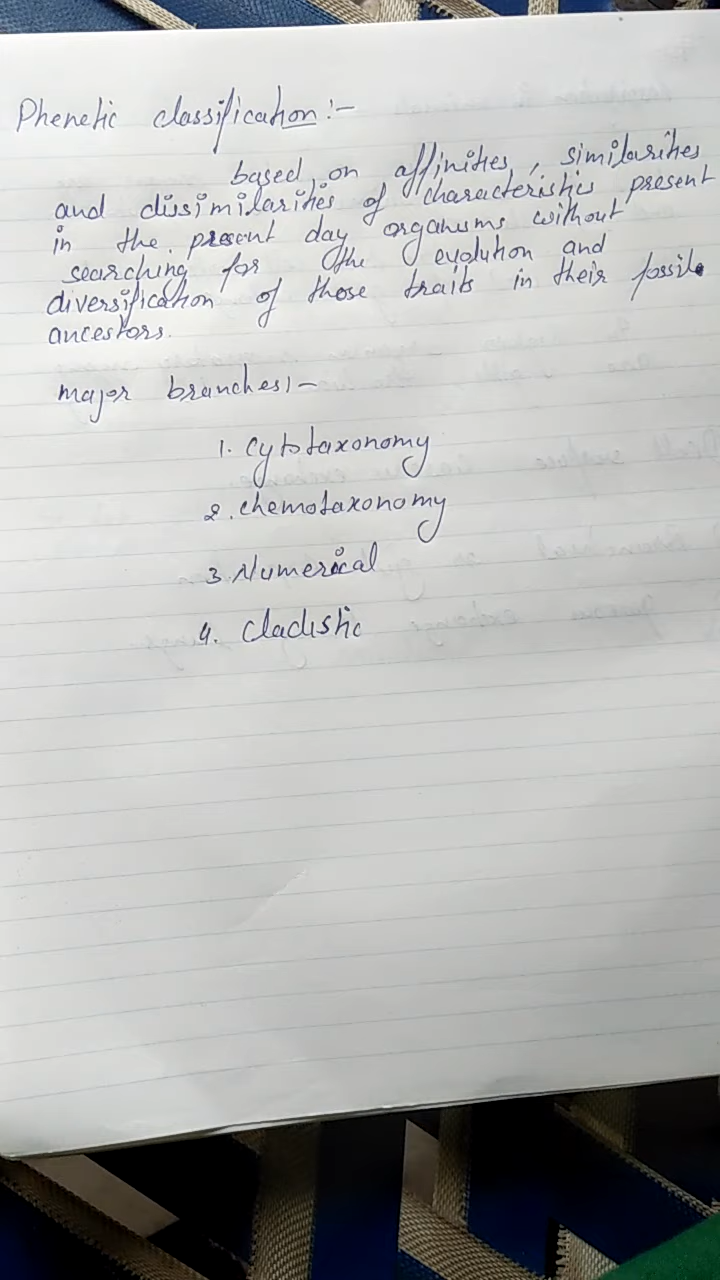 Phenetic classification :-
based on affinities, similarities
and dissimilarities of characteristics present
in the present day organisms without
searching for the evolution and
diversification of those traits in their fossile
ancestors.
major branches :-
1. Cytotaxonomy
2. chemotaxonomy
3. Numerical
4. Cladistic